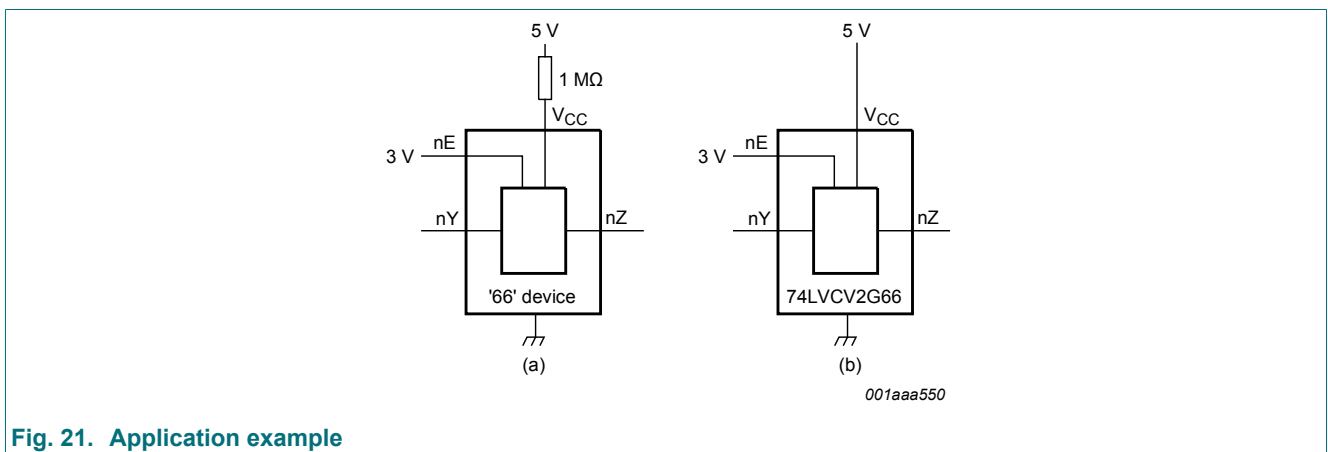 5 V
1 MΩ
VCC
nE
3 V
nY
nZ
'66' device
(a)
5 V
VCC
nE
3 V
nY
nZ
74LVCV2G66
(b)
001aaa550
Fig. 21. Application example